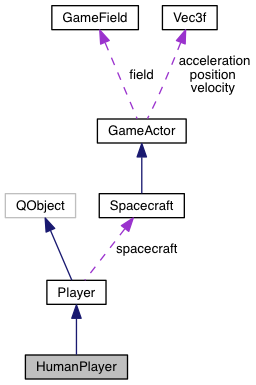 GameField
Vec3f
field
acceleration
position
velocity
GameActor
QObject
Spacecraft
spacecraft
Player
HumanPlayer